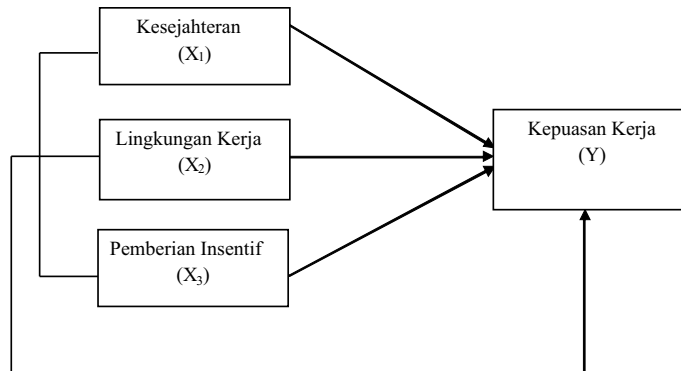 Kesejahteran
(X₁)
Lingkungan Kerja
(X₂)
Pemberian Insentif
(X₃)
Kepuasan Kerja
(Y)